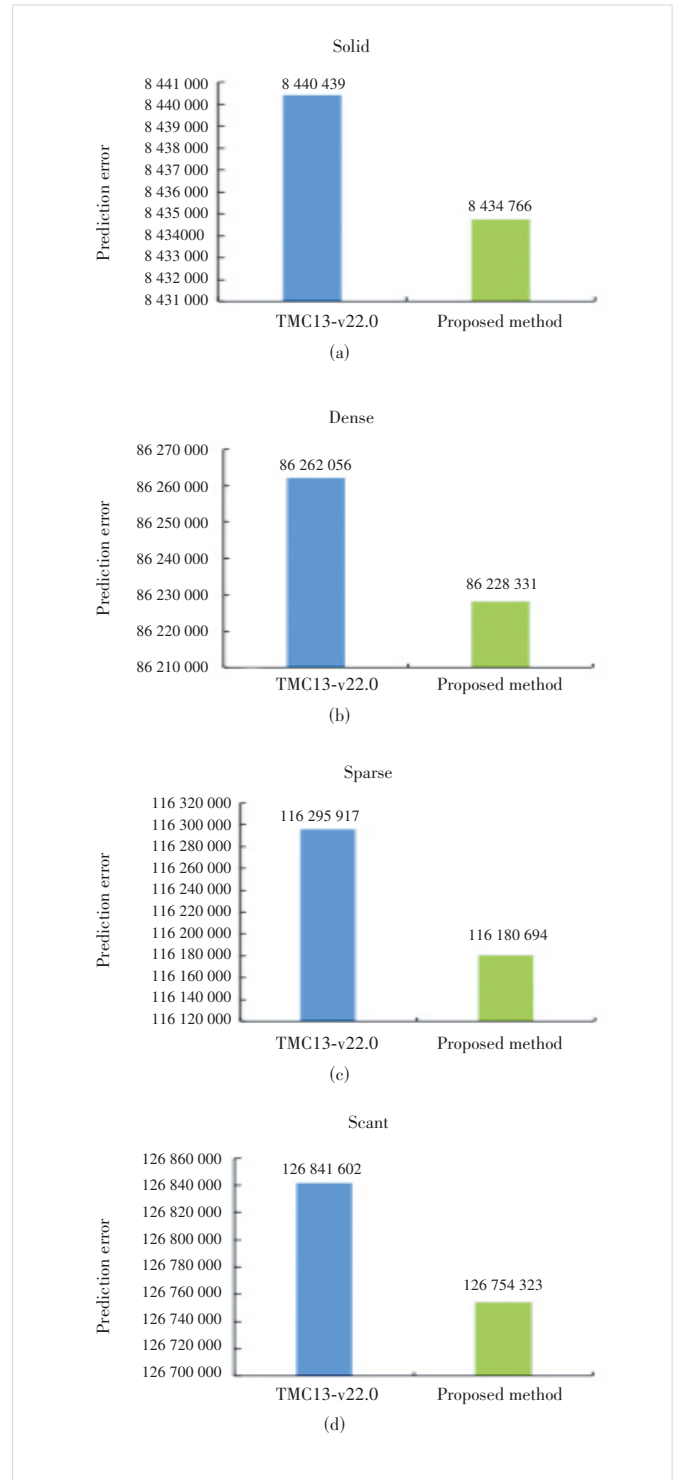 Solid
Prediction error
8 441 000
8 440 000
8 439 000
8 438 000
8 437 000
8 436 000
8 435 000
8 434000
8 433 000
8 432 000
8 431 000
8 440 439
8 434 766
TMC13-v22.0
Proposed method
(a)
Dense
Prediction error
86 270 000
86 260 000
86 250 000
86 240 000
86 230 000
86 220 000
86 210 000
86 262 056
86 228 331
TMC13-v22.0
Proposed method
(b)
Sparse
Prediction error
116 320 000
116 300 000
116 280 000
116 260 000
116 240 000
116 220 000
116 200 000
116 180 000
116 160 000
116 140 000
116 120 000
116 295 917
116 180 694
TMC13-v22.0
Proposed method
(c)
Scant
Prediction error
126 860 000
126 840 000
126 820 000
126 800 000
126 780 000
126 760 000
126 740 000
126 720 000
126 700 000
126 841 602
126 754 323
TMC13-v22.0
Proposed method
(d)